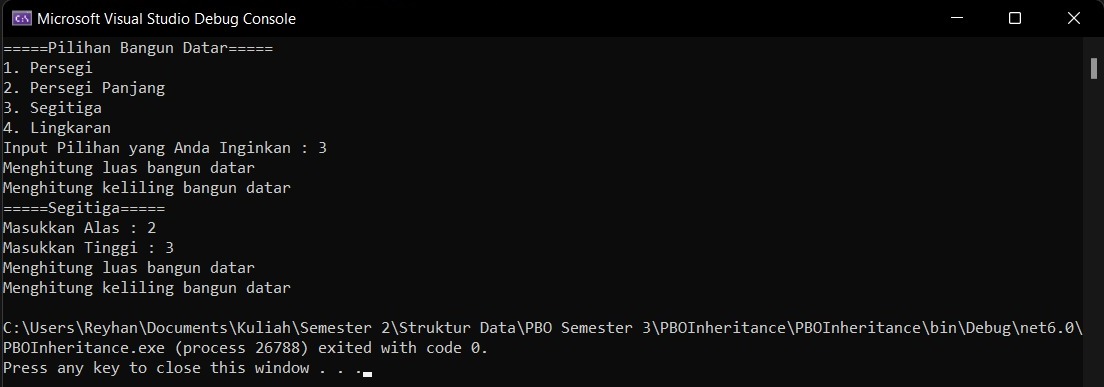 Microsoft Visual Studio Debug Console
=====Pilihan Bangun Datar=====
1. Persegi
2. Persegi Panjang
3. Segitiga
4. Lingkaran
Input Pilihan yang Anda Inginkan : 3
Menghitung luas bangun datar
Menghitung keliling bangun datar
=====Segitiga=====
Masukkan Alas : 2
Masukkan Tinggi : 3
Menghitung luas bangun datar
Menghitung keliling bangun datar
C:\Users\Reyhan\Documents\Kuliah\Semester 2\Struktur Data\PBO Semester 3\PBOInheritance\PBOInheritance\bin\Debug\net6.0\
PBOInheritance.exe (process 26788) exited with code 0.
Press any key to close this window . . .